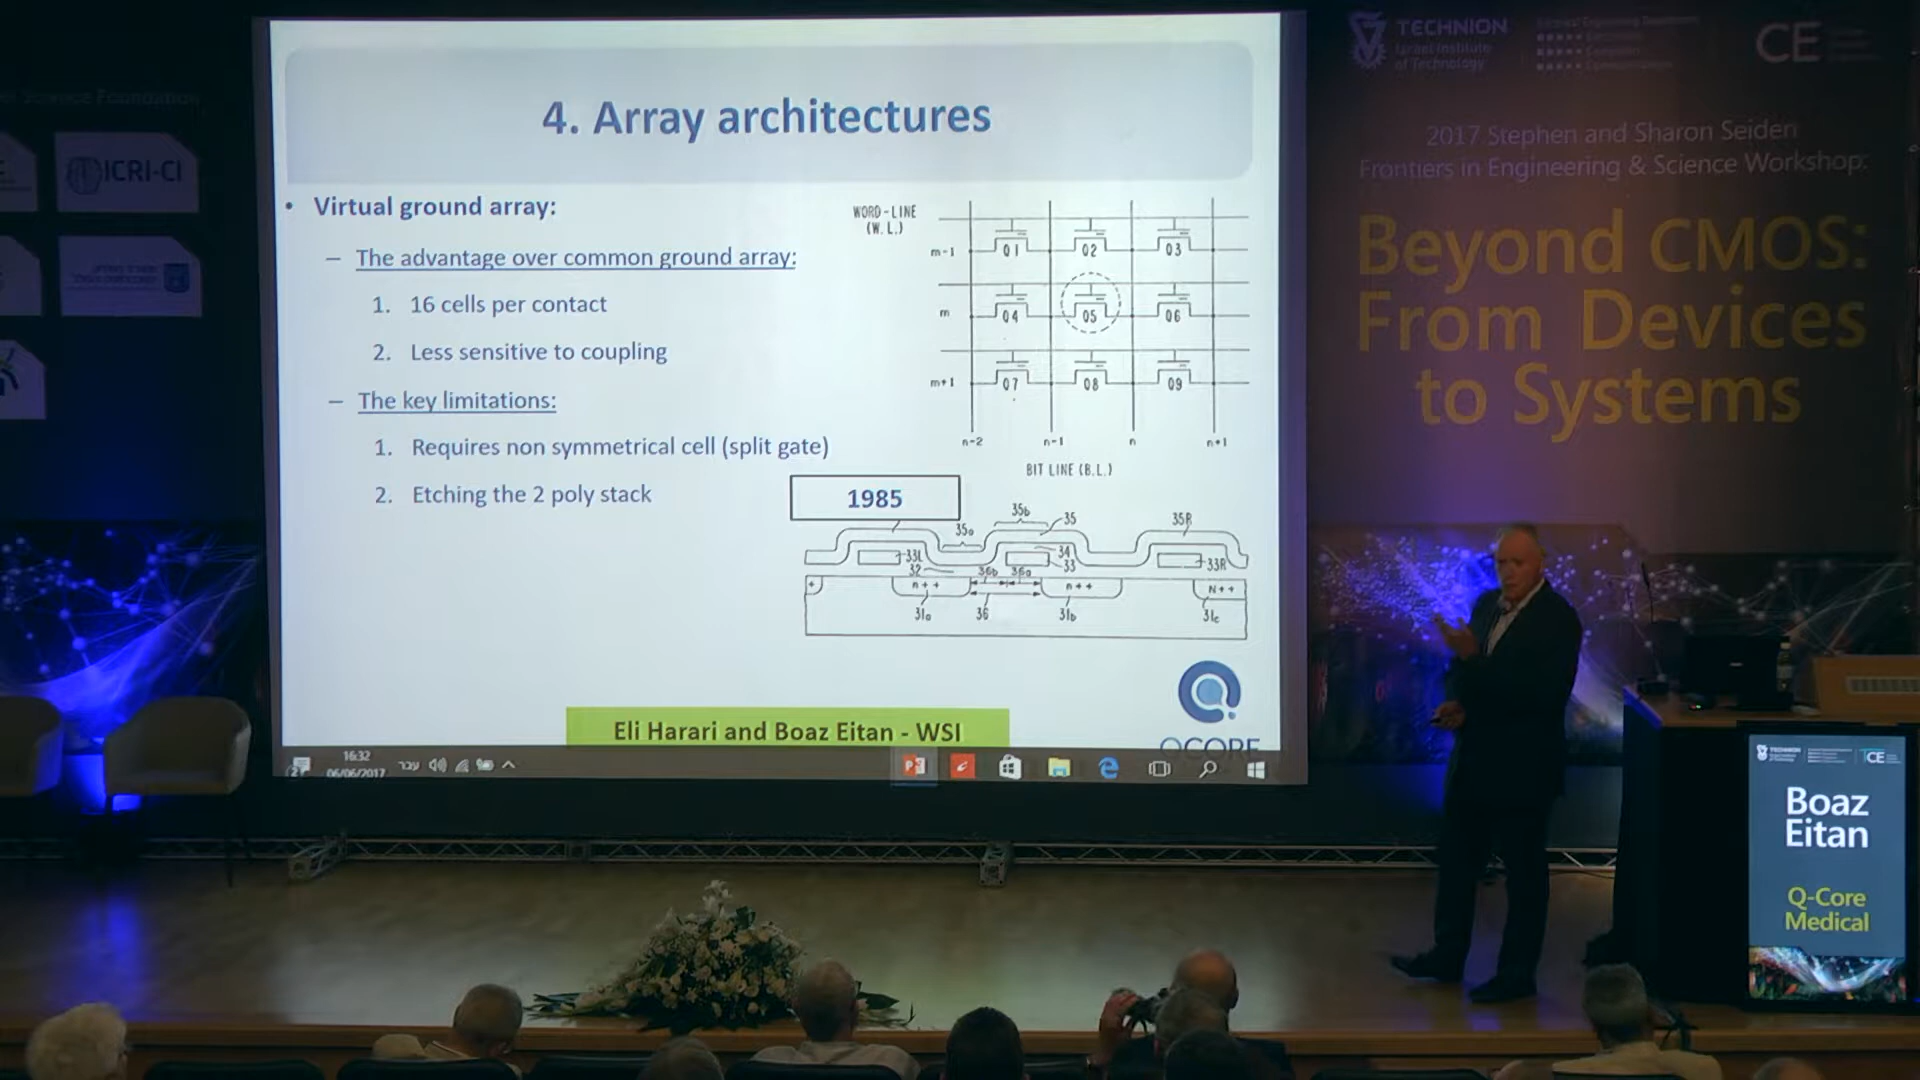 4. Array architectures
• Virtual ground array:
– The advantage over common ground array:
1. 16 cells per contact
2. Less sensitive to coupling
– The key limitations:
1. Requires non symmetrical cell (split gate)
2. Etching the 2 poly stack
WORD-LINE
(W.L.)
m-1
Q1
Q2
Q3
m
Q4
Q5
Q6
m+1
Q7
Q8
Q9
n-2
n-1
n
n+1
BIT LINE (B.L.)
1985
35a
35b
35
35R
33L
34
33
33R
32
36b
36a
n++
n++
N++
31a
36
31b
31c
Eli Harari and Boaz Eitan - WSI
QCORE
16:32
06/06/2017
עבר
ICRI-CI
TECHNION
Israel Institute
of Technology
CE
2017 Stephen and Sharon Seiden
Frontiers in Engineering & Science Workshop:
Beyond CMOS:
From Devices
to Systems
TECHNION
CE
Boaz
Eitan
Q-Core
Medical